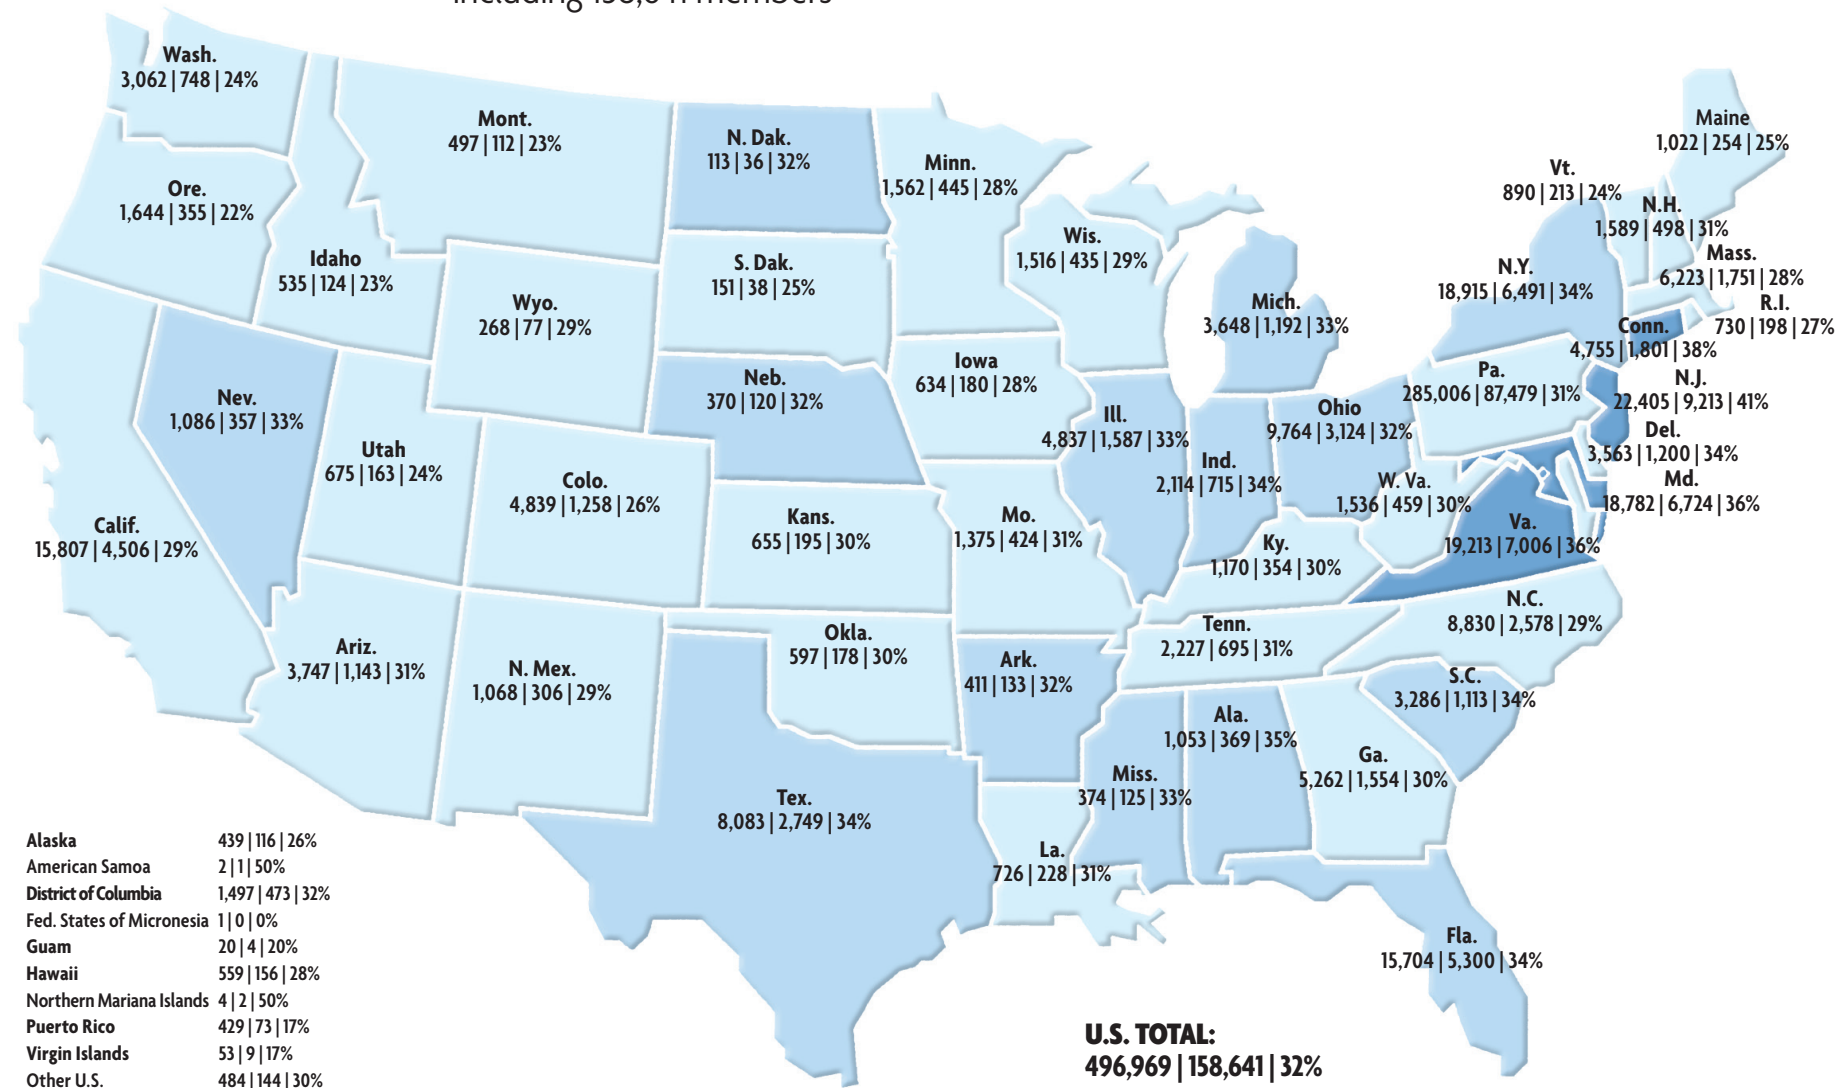 Wash.
3,062 | 748 | 24%
Mont.
497 | 112 | 23%
N. Dak.
113 | 36 | 32%
Minn.
1,562 | 445 | 28%
Maine
1,022 | 254 | 25%
Vt.
890 | 213 | 24%
N.H.
1,589 | 498 | 31%
Ore.
1,644 | 355 | 22%
Idaho
535 | 124 | 23%
Wyo.
268 | 77 | 29%
S. Dak.
151 | 38 | 25%
Wis.
1,516 | 435 | 29%
Mich.
3,648 | 1,192 | 33%
N.Y.
18,915 | 6,491 | 34%
Mass.
6,223 | 1,751 | 28%
R.I.
730 | 198 | 27%
Conn.
4,755 | 1,801 | 38%
Nev.
1,086 | 357 | 33%
Utah
675 | 163 | 24%
Colo.
4,839 | 1,258 | 26%
Neb.
370 | 120 | 32%
Iowa
634 | 180 | 28%
Ill.
4,837 | 1,587 | 33%
Ind.
2,114 | 715 | 34%
Ohio
9,764 | 3,124 | 32%
Pa.
285,006 | 87,479 | 31%
N.J.
22,405 | 9,213 | 41%
Del.
3,563 | 1,200 | 34%
Md.
18,782 | 6,724 | 36%
Calif.
15,807 | 4,506 | 29%
Kans.
655 | 195 | 30%
Mo.
1,375 | 424 | 31%
Ky.
1,170 | 354 | 30%
W. Va.
1,536 | 459 | 30%
Va.
19,213 | 7,006 | 36%
Ariz.
3,747 | 1,143 | 31%
N. Mex.
1,068 | 306 | 29%
Okla.
597 | 178 | 30%
Ark.
411 | 133 | 32%
Tenn.
2,227 | 695 | 31%
N.C.
8,830 | 2,578 | 29%
S.C.
3,286 | 1,113 | 34%
Tex.
8,083 | 2,749 | 34%
La.
726 | 228 | 31%
Miss.
374 | 125 | 33%
Ala.
1,053 | 369 | 35%
Ga.
5,262 | 1,554 | 30%
Fla.
15,704 | 5,300 | 34%
Alaska 439 | 116 | 26%
American Samoa 2 | 1 | 50%
District of Columbia 1,497 | 473 | 32%
Fed. States of Micronesia 1 | 0 | 0%
Guam 20 | 4 | 20%
Hawaii 559 | 156 | 28%
Northern Mariana Islands 4 | 2 | 50%
Puerto Rico 429 | 73 | 17%
Virgin Islands 53 | 9 | 17%
Other U.S. 484 | 144 | 30%
U.S. TOTAL:
496,969 | 158,641 | 32%